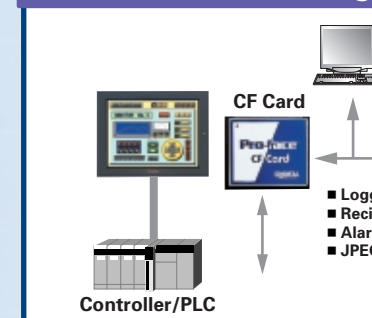 CF Card
Pro-face
CF Card
■ Logg
■ Reci
■ Alar
■ JPEG
Controller/PLC